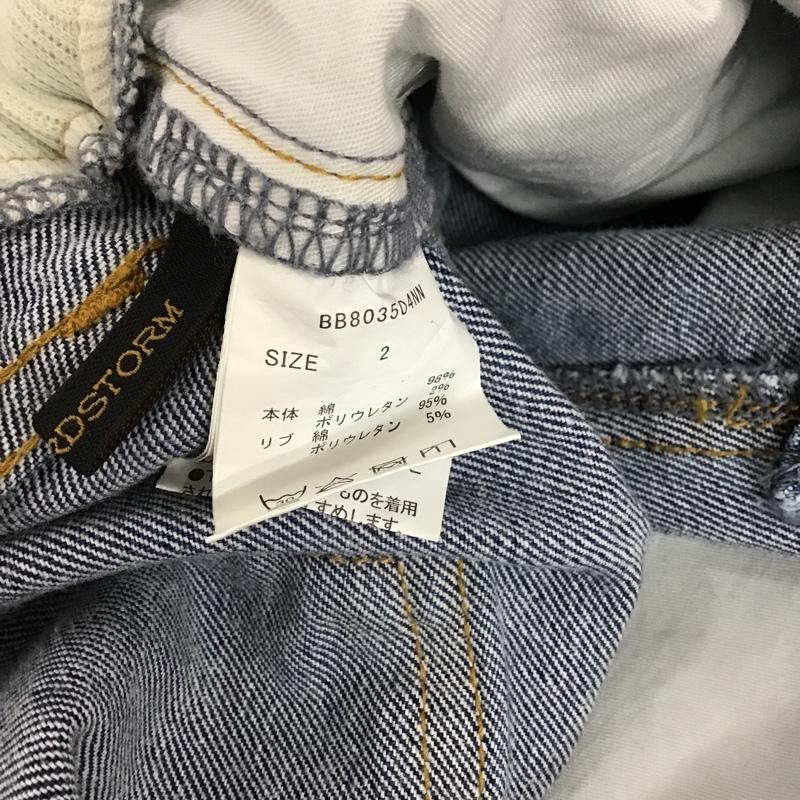 BB8035D4NN
SIZE 2
本体 綿 98%
ポリウレタン 2%
リブ 綿 95%
ポリウレタン 5%
ものを着用
すめします
RDSTORM